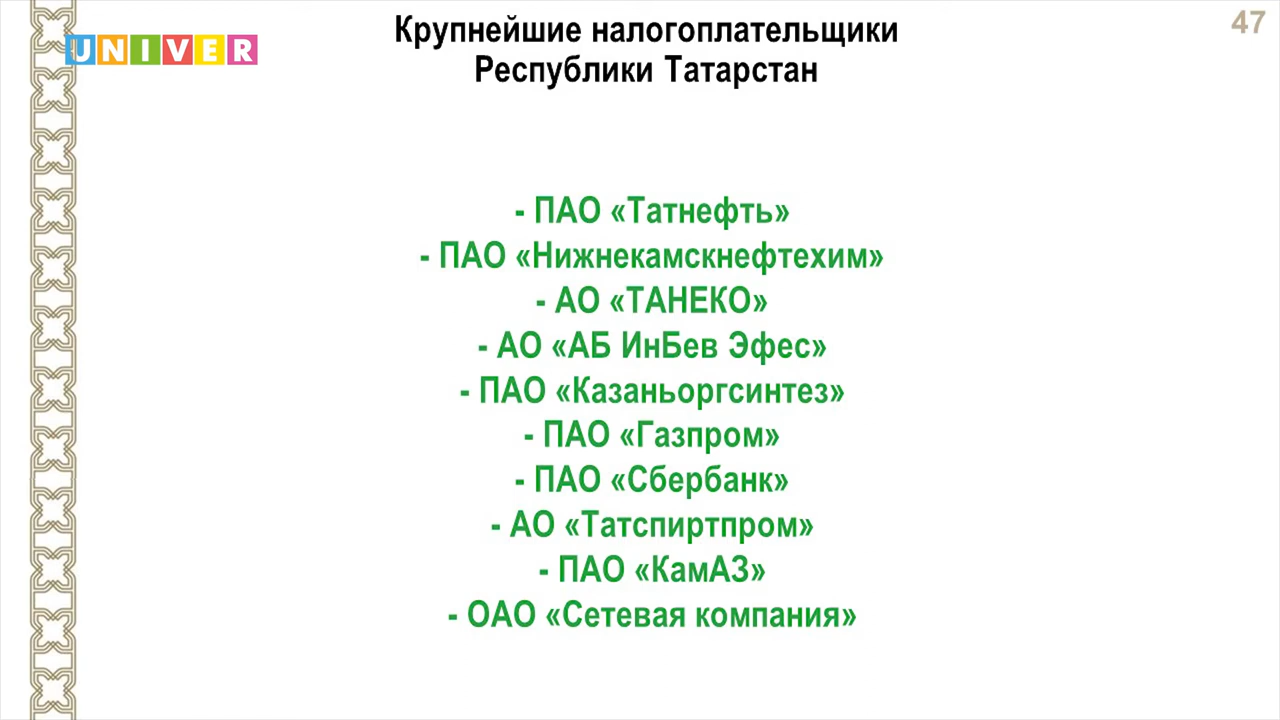 47
UNIVER
Крупнейшие налогоплательщики
Республики Татарстан
- ПАО «Татнефть»
- ПАО «Нижнекамскнефтехим»
- АО «ТАНЕКО»
- АО «АБ ИнБев Эфес»
- ПАО «Казаньоргсинтез»
- ПАО «Газпром»
- ПАО «Сбербанк»
- АО «Татспиртпром»
- ПАО «КамАЗ»
- ОАО «Сетевая компания»